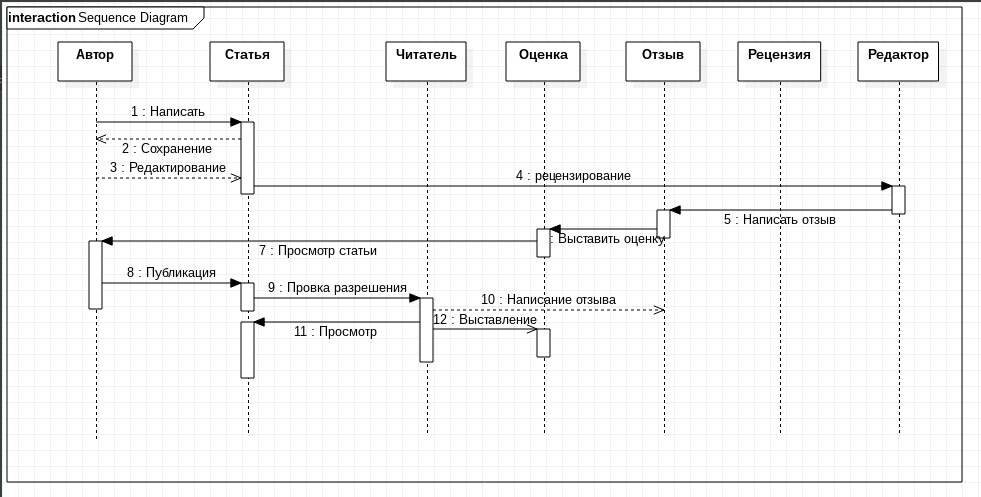 interaction Sequence Diagram
Автор
Статья
Читатель
Оценка
Отзыв
Рецензия
Редактор
1 : Написать
2 : Сохранение
3 : Редактирование
4 : рецензирование
5 : Написать отзыв
: Выставить оценку
7 : Просмотр статьи
8 : Публикация
9 : Провка разрешения
10 : Написание отзыва
12 : Выставление
11 : Просмотр